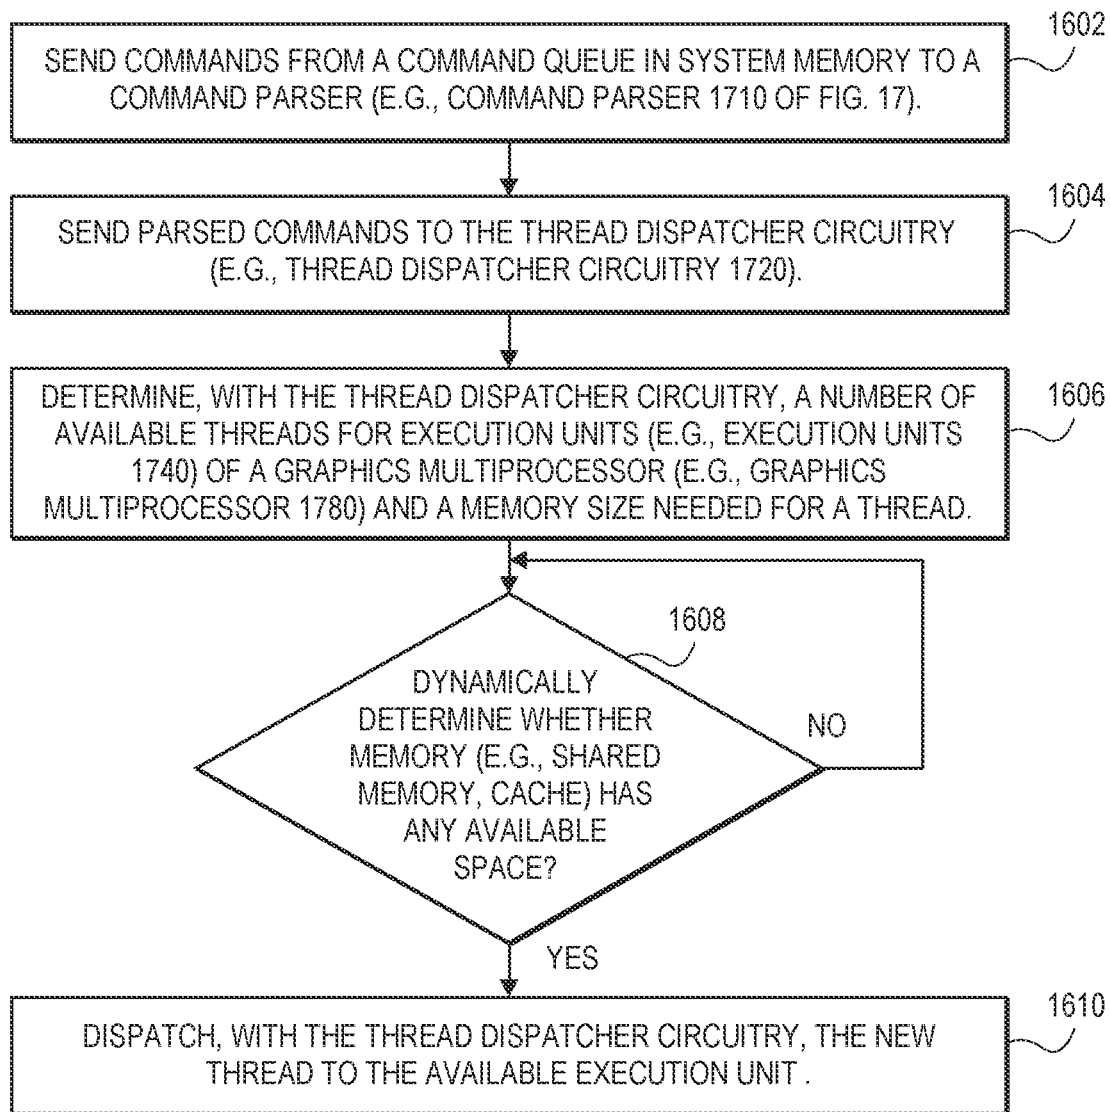 1602
SEND COMMANDS FROM A COMMAND QUEUE IN SYSTEM MEMORY TO A
COMMAND PARSER (E.G., COMMAND PARSER 1710 OF FIG. 17).
1604
SEND PARSED COMMANDS TO THE THREAD DISPATCHER CIRCUITRY
(E.G., THREAD DISPATCHER CIRCUITRY 1720).
1606
DETERMINE, WITH THE THREAD DISPATCHER CIRCUITRY, A NUMBER OF
AVAILABLE THREADS FOR EXECUTION UNITS (E.G., EXECUTION UNITS
1740) OF A GRAPHICS MULTIPROCESSOR (E.G., GRAPHICS
MULTIPROCESSOR 1780) AND A MEMORY SIZE NEEDED FOR A THREAD.
1608
DYNAMICALLY
DETERMINE WHETHER
MEMORY (E.G., SHARED
MEMORY, CACHE) HAS
ANY AVAILABLE
SPACE?
NO
YES
1610
DISPATCH, WITH THE THREAD DISPATCHER CIRCUITRY, THE NEW
THREAD TO THE AVAILABLE EXECUTION UNIT .